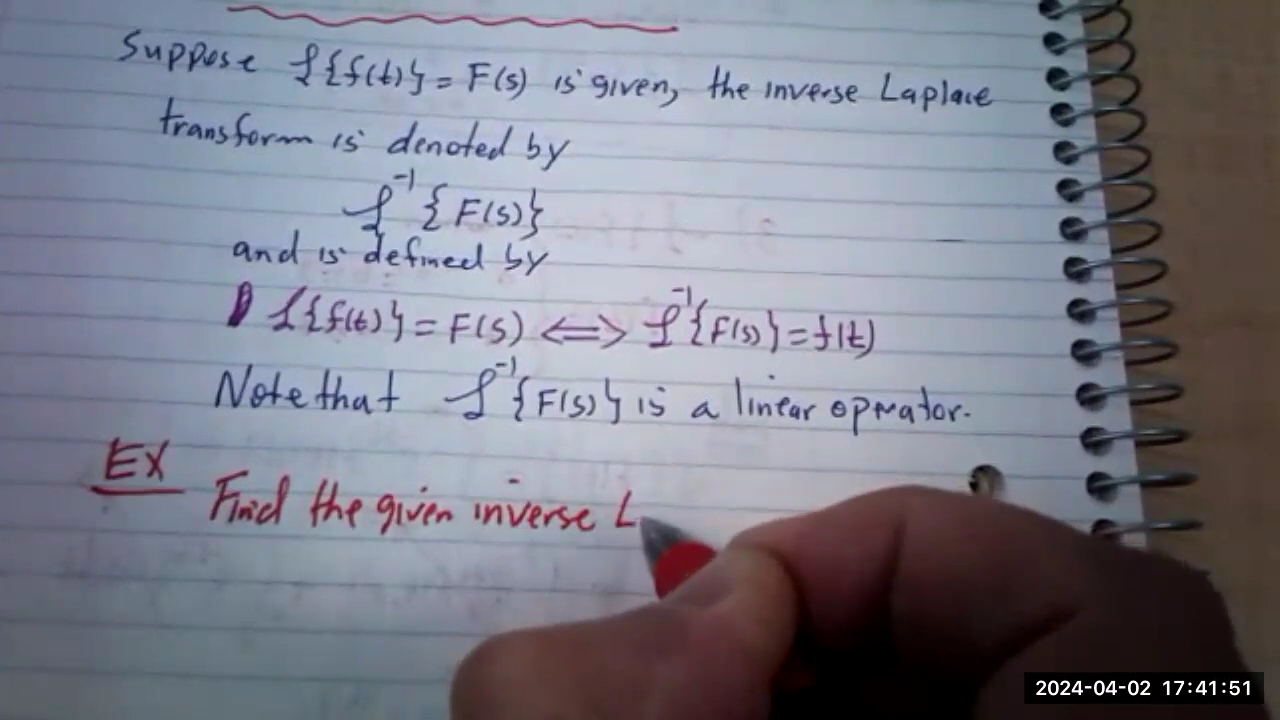 Suppose ℒ{f(t)} = F(s) is given, the inverse Laplace
transform is denoted by
ℒ⁻¹{F(s)}
and is defined by
ℒ{f(t)} = F(s) ⟺ ℒ⁻¹{F(s)} = f(t)
Note that ℒ⁻¹{F(s)} is a linear operator.
EX Find the given inverse L
2024-04-02 17:41:51